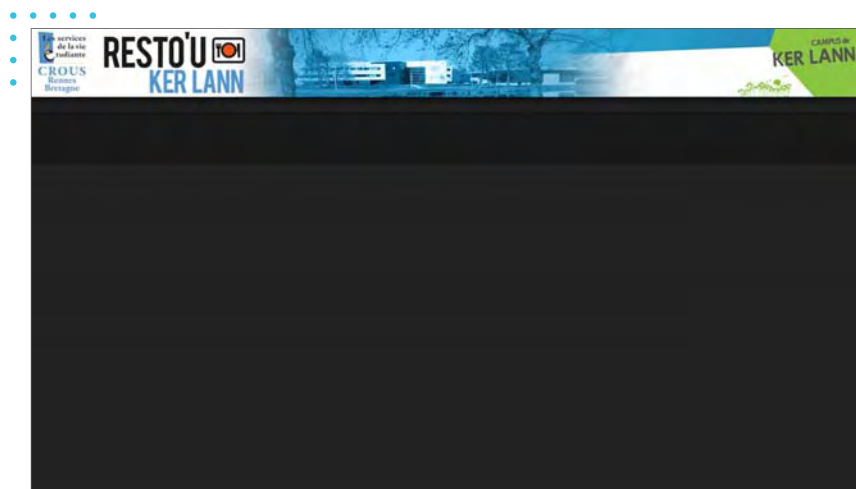 Les services
de la vie
étudiante
CROUS
Rennes
Bretagne
RESTO'U
KER LANN
CAMPUS de
KER LANN